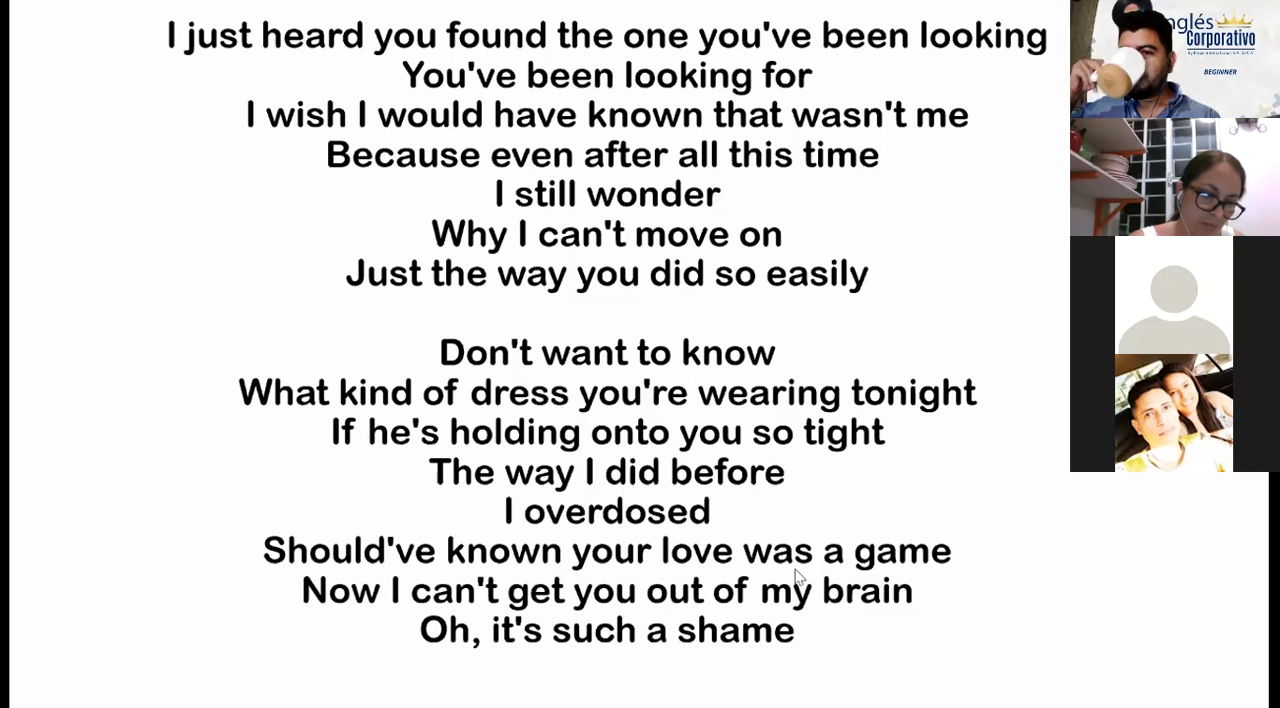 I just heard you found the one you've been looking
You've been looking for
I wish I would have known that wasn't me
Because even after all this time
I still wonder
Why I can't move on
Just the way you did so easily
Don't want to know
What kind of dress you're wearing tonight
If he's holding onto you so tight
The way I did before
I overdosed
Should've known your love was a game
Now I can't get you out of my brain
Oh, it's such a shame
nglés
Corporativo
BEGINNER